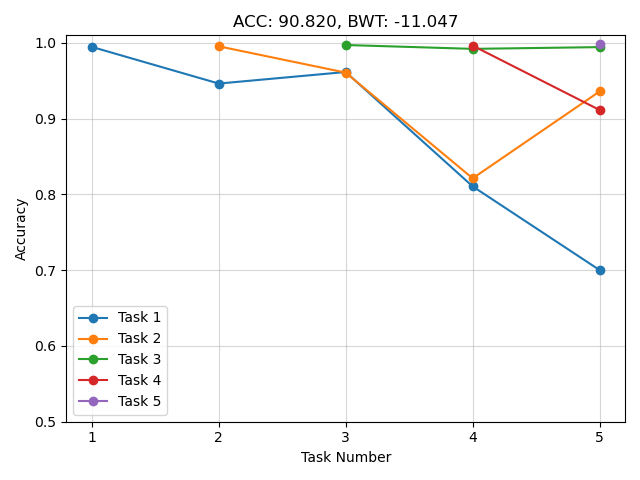 ACC: 90.820, BWT: -11.047
1.0
0.9
0.8
0.7
0.6
0.5
Accuracy
Task 1
Task 2
Task 3
Task 4
Task 5
1 2 3 4 5
Task Number